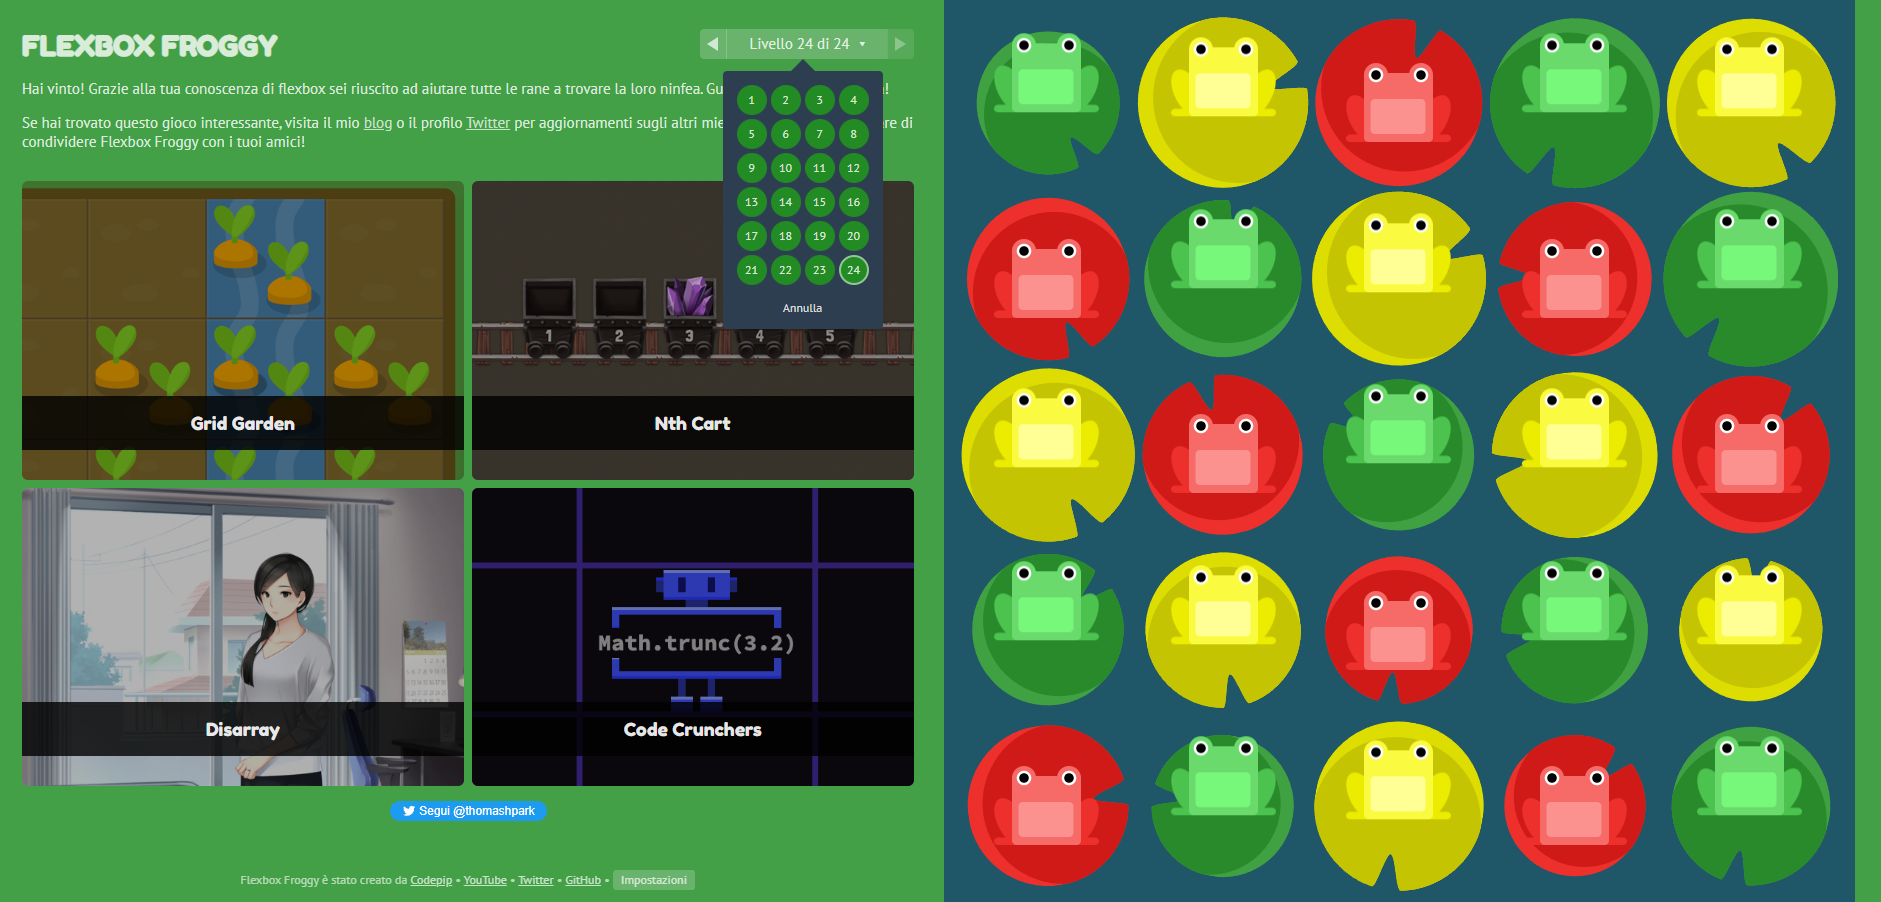 FLEXBOX FROGGY
Livello 24 di 24
Hai vinto! Grazie alla tua conoscenza di flexbox sei riuscito ad aiutare tutte le rane a trovare la loro ninfea. Gu
Se hai trovato questo gioco interessante, visita il mio blog o il profilo Twitter per aggiornamenti sugli altri mie re di
condividere Flexbox Froggy con i tuoi amici!
1 2 3 4
5 6 7 8
9 10 11 12
13 14 15 16
17 18 19 20
21 22 23 24
Annulla
1 2 3 4 5
Grid Garden
Nth Cart
Math.trunc(3.2)
Disarray
Code Crunchers
Segui @thomashpark
Flexbox Froggy è stato creato da Codepip • YouTube • Twitter • GitHub • Impostazioni